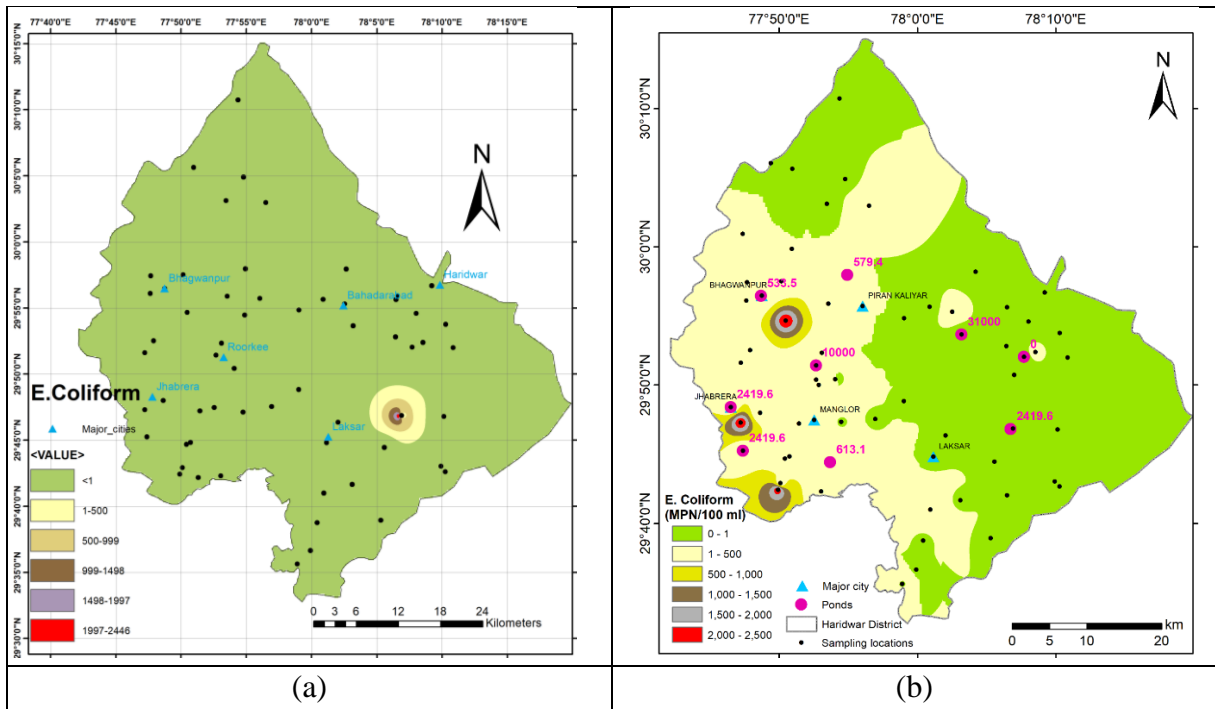 77°40'0"E 77°45'0"E 77°50'0"E 77°55'0"E 78°0'0"E 78°5'0"E 78°10'0"E 78°15'0"E
30°15'0"N
30°10'0"N
30°5'0"N
30°0'0"N
29°55'0"N
29°50'0"N
29°45'0"N
29°40'0"N
29°35'0"N
29°30'0"N
N
Haridwar
Bhagwanpur
Bahadarabad
Roorkee
Jhabrera
Laksar
E.Coliform
Major_cities
<VALUE>
<1
1-500
500-999
999-1498
1498-1997
1997-2446
0 1.5 3 6 12 18 24
Kilometers
(a)
77°50'0"E 78°0'0"E 78°10'0"E
30°10'0"N
30°0'0"N
29°50'0"N
29°40'0"N
N
579.4
BHAGWANPUR 533.5
PIRAN KALIYAR
31000
10000
0
JHABRERA 2419.6
MANGLOR
2419.6
2419.6
613.1
LAKSAR
E. Coliform
(MPN/100 ml)
0 - 1
1 - 500
500 - 1,000
1,000 - 1,500
1,500 - 2,000
2,000 - 2,500
Major city
Ponds
Haridwar District
Sampling locations
0 10 20
km
(b)